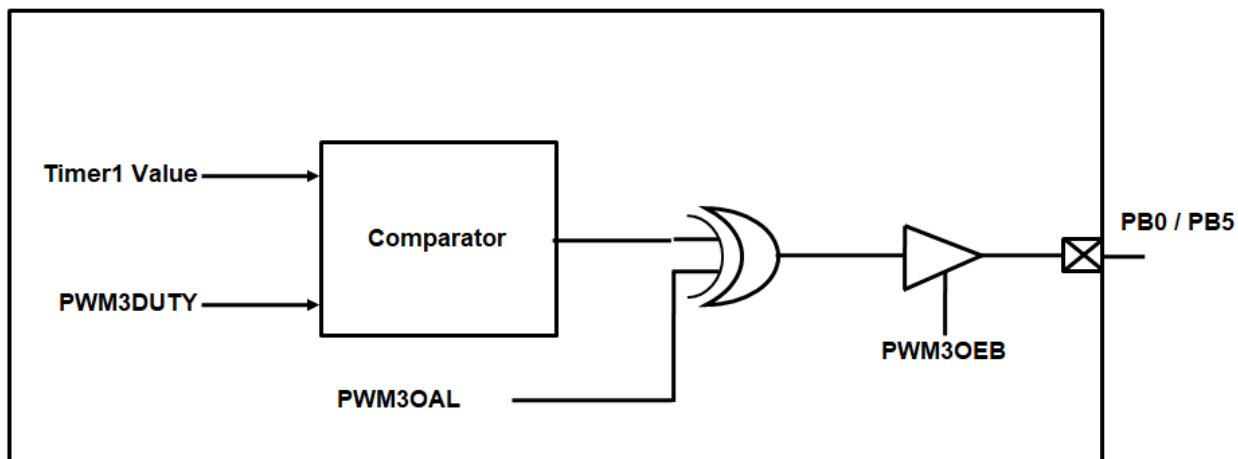 Timer1 Value
Comparator
PB0 / PB5
PWM3DUTY
PWM3OEB
PWM3OAL